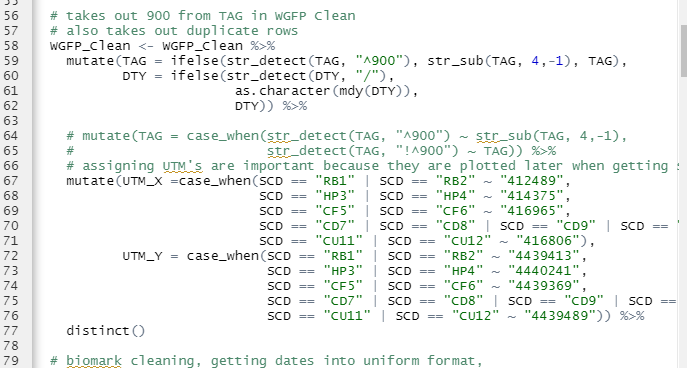 55
56 # takes out 900 from TAG in WGFP Clean
57 # also takes out duplicate rows
58 WGFP_Clean <- WGFP_Clean %>%
59 mutate(TAG = ifelse(str_detect(TAG, "^900"), str_sub(TAG, 4,-1), TAG),
60 DTY = ifelse(str_detect(DTY, "/"),
61 as.character(mdy(DTY)),
62 DTY)) %>%
63
64 # mutate(TAG = case_when(str_detect(TAG, "^900") ~ str_sub(TAG, 4,-1),
65 # str_detect(TAG, "!^900") ~ TAG)) %>%
66 # assigning UTM's are important because they are plotted later when getting
67 mutate(UTM_X =case_when(SCD == "RB1" | SCD == "RB2" ~ "412489",
68 SCD == "HP3" | SCD == "HP4" ~ "414375",
69 SCD == "CF5" | SCD == "CF6" ~ "416965",
70 SCD == "CD7" | SCD == "CD8" | SCD == "CD9" | SCD == "
71 SCD == "CU11" | SCD == "CU12" ~ "416806"),
72 UTM_Y = case_when(SCD == "RB1" | SCD == "RB2" ~ "4439413",
73 SCD == "HP3" | SCD == "HP4" ~ "4440241",
74 SCD == "CF5" | SCD == "CF6" ~ "4439369",
75 SCD == "CD7" | SCD == "CD8" | SCD == "CD9" | SCD ==
76 SCD == "CU11" | SCD == "CU12" ~ "4439489")) %>%
77 distinct()
78
79 # biomark cleaning, getting dates into uniform format,